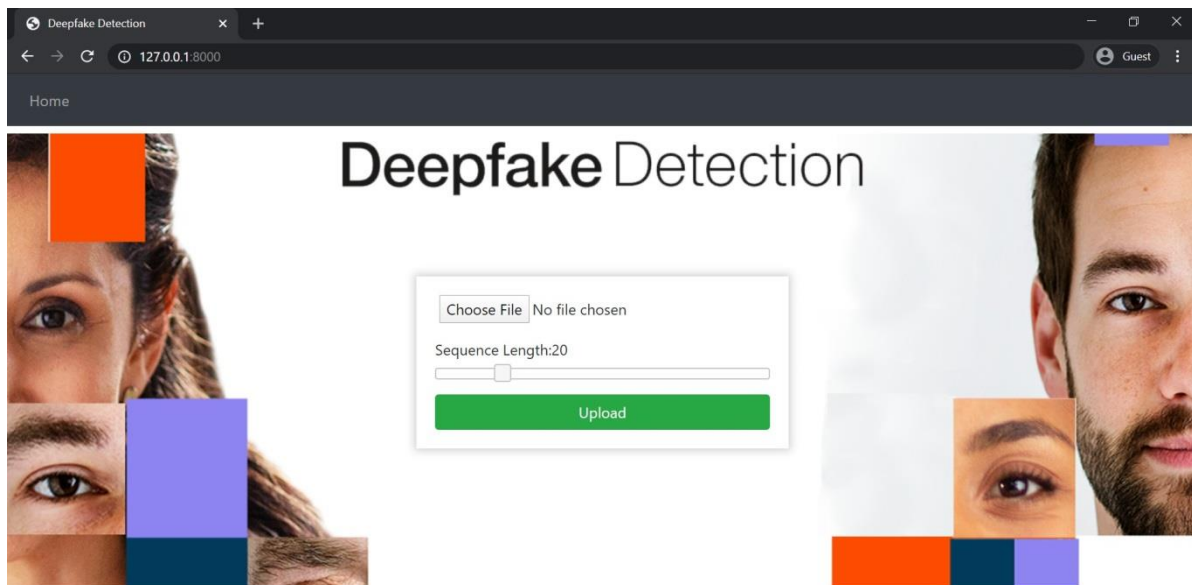 Deepfake Detection
127.0.0.1:8000
Guest
Home
Deepfake Detection
Choose File No file chosen
Sequence Length:20
Upload